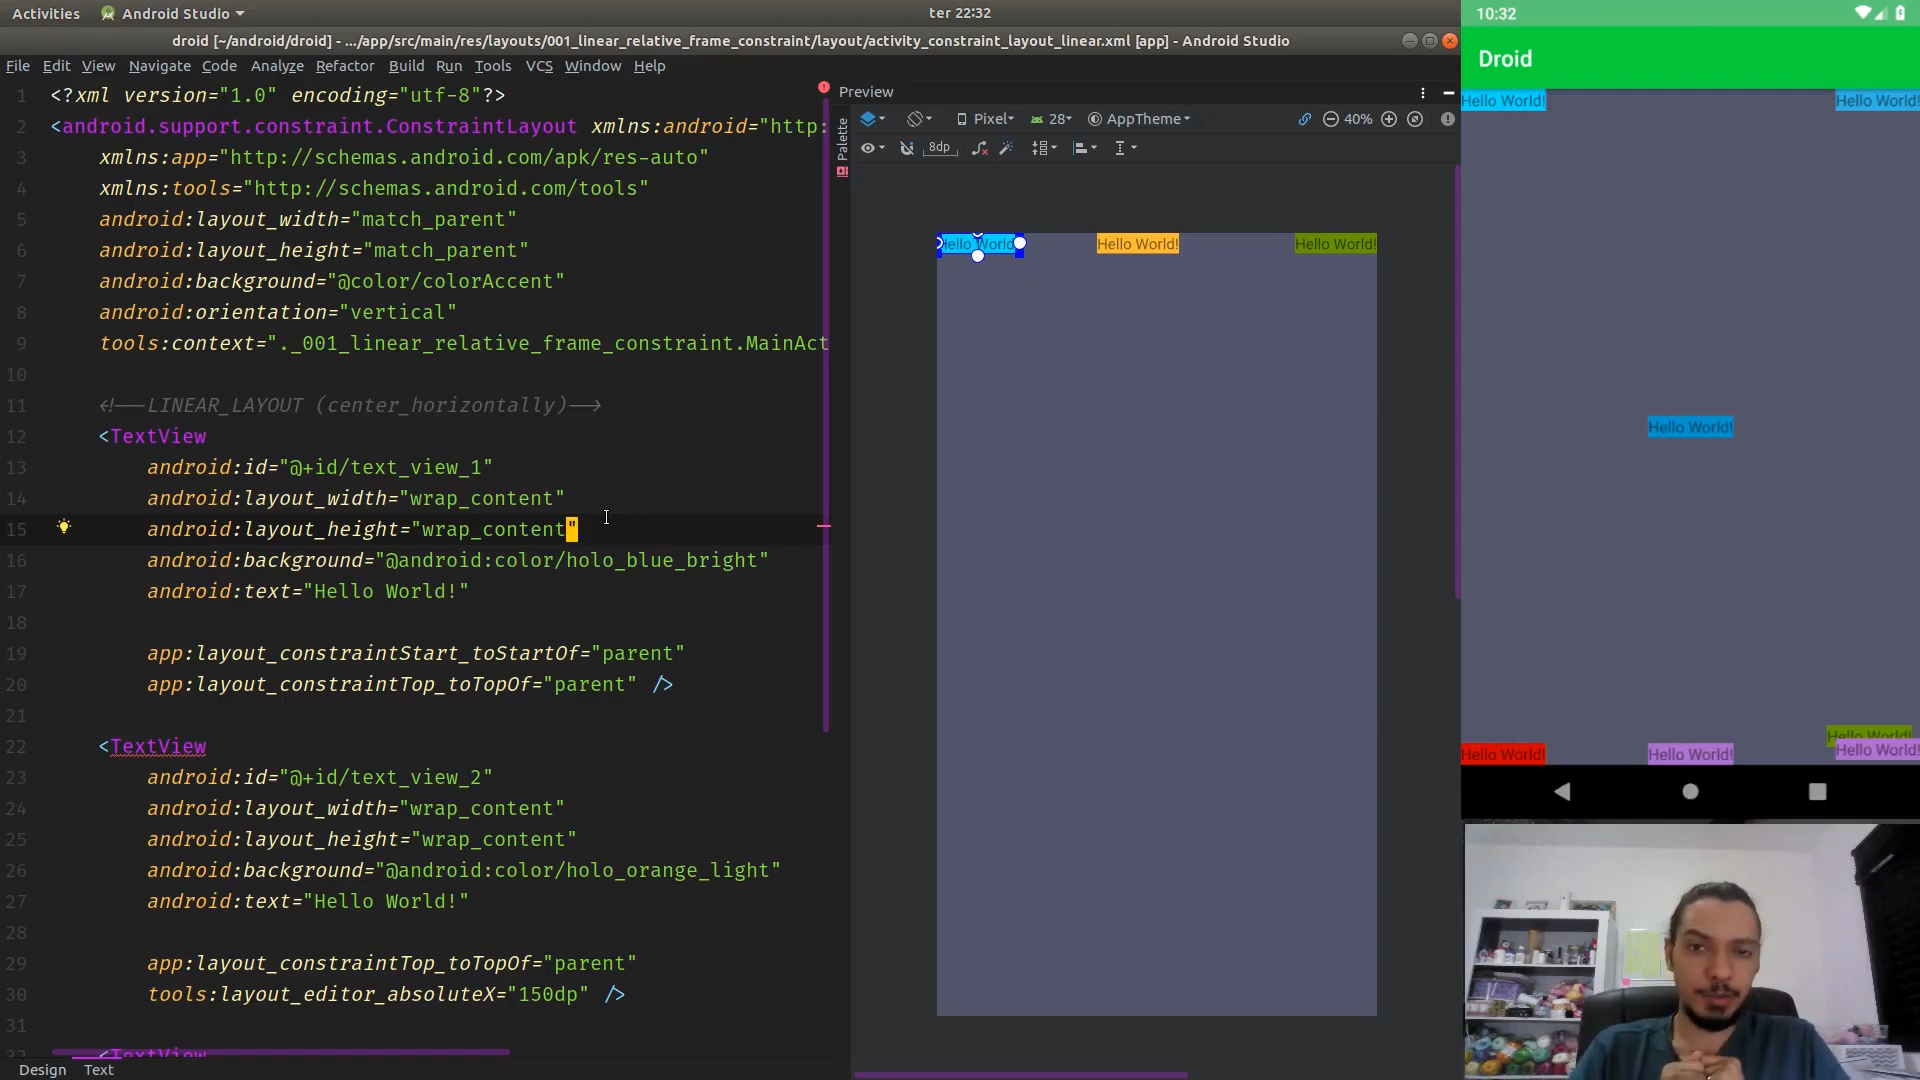 Activities Android Studio ter 22:32
droid [~/android/droid] - .../app/src/main/res/layouts/001_linear_relative_frame_constraint/layout/activity_constraint_layout_linear.xml [app] - Android Studio
File Edit View Navigate Code Analyze Refactor Build Run Tools VCS Window Help
1 <?xml version="1.0" encoding="utf-8"?>
2 <android.support.constraint.ConstraintLayout xmlns:android="http:
3 xmlns:app="http://schemas.android.com/apk/res-auto"
4 xmlns:tools="http://schemas.android.com/tools"
5 android:layout_width="match_parent"
6 android:layout_height="match_parent"
7 android:background="@color/colorAccent"
8 android:orientation="vertical"
9 tools:context="._001_linear_relative_frame_constraint.MainAct
10
11 <!--LINEAR_LAYOUT (center_horizontally)-->
12 <TextView
13 android:id="@+id/text_view_1"
14 android:layout_width="wrap_content"
15 android:layout_height="wrap_content"
16 android:background="@android:color/holo_blue_bright"
17 android:text="Hello World!"
18
19 app:layout_constraintStart_toStartOf="parent"
20 app:layout_constraintTop_toTopOf="parent" />
21
22 <TextView
23 android:id="@+id/text_view_2"
24 android:layout_width="wrap_content"
25 android:layout_height="wrap_content"
26 android:background="@android:color/holo_orange_light"
27 android:text="Hello World!"
28
29 app:layout_constraintTop_toTopOf="parent"
30 tools:layout_editor_absoluteX="150dp" />
31
32 <TextView
Design Text
Preview
Palette
Pixel 28 AppTheme 40%
8dp
Hello World Hello World! Hello World!
10:32
Droid
Hello World! Hello World!
Hello World!
Hello World!
Hello World! Hello World! Hello World!